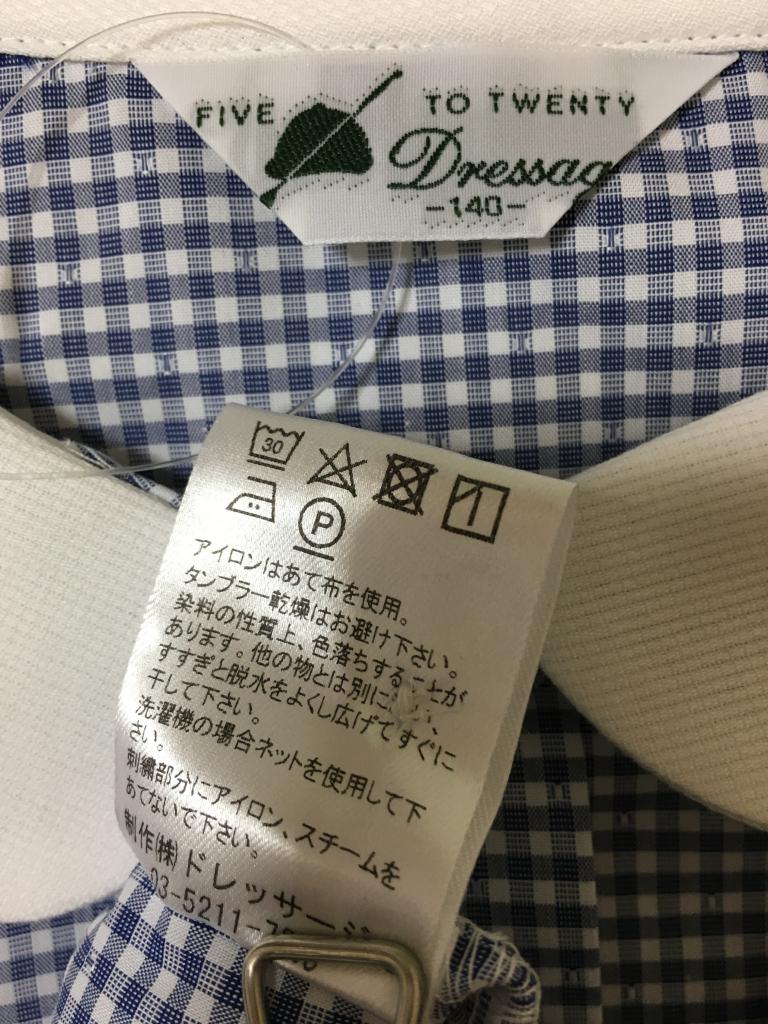 FIVE TO TWENTY
Dressag
-140-
30
P
アイロンはあて布を使用。
タンブラー乾燥はお避け下さい。
染料の性質上、色落ちすることが
あります。他の物とは別に
すすぎと脱水をよくし広げてすぐに
干して下さい。
洗濯機の場合ネットを使用して下
さい。
刺繍部分にアイロン、スチームを
あてないで下さい。
制作(株)ドレッサージ
03-5211-